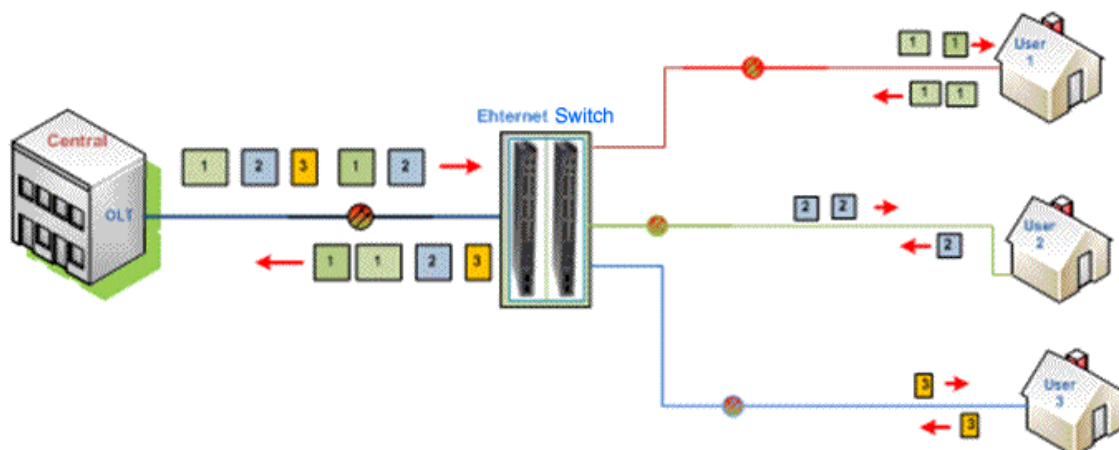 User
1
1 1
1 1
Ehternet Switch
Central
OLT
1 2 3 1 2
1 1 2 3
2 2
2
User
2
3
3
User
3